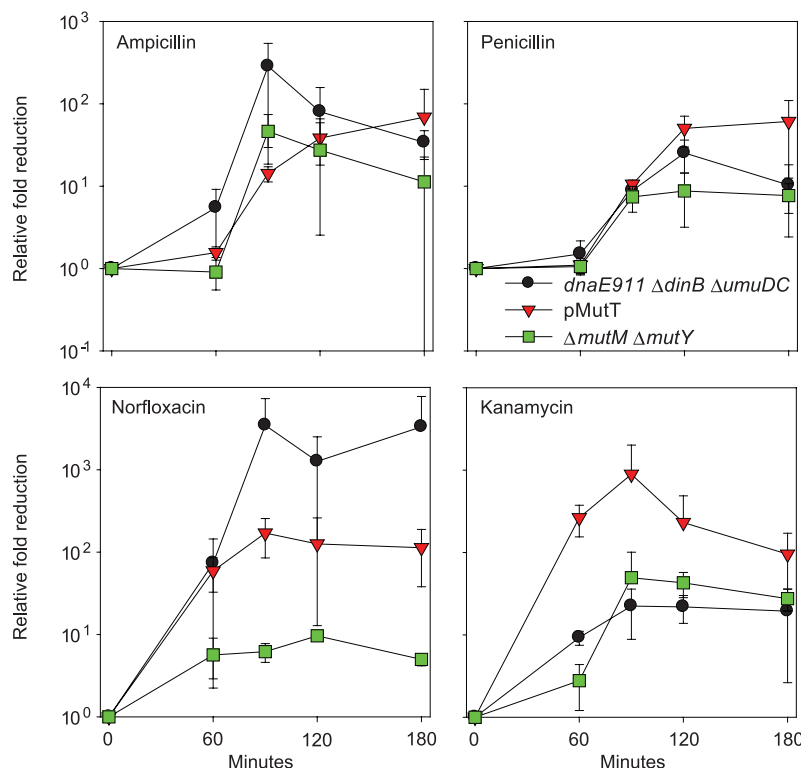 Relative fold reduction
Ampicillin
10³
10²
10¹
10⁰
10⁻¹
Penicillin
dnaE911 ΔdinB ΔumuDC
pMutT
ΔmutM ΔmutY
Relative fold reduction
Norfloxacin
10⁴
10³
10²
10¹
10⁰
0 60 120 180
Minutes
Kanamycin
0 60 120 180
Minutes